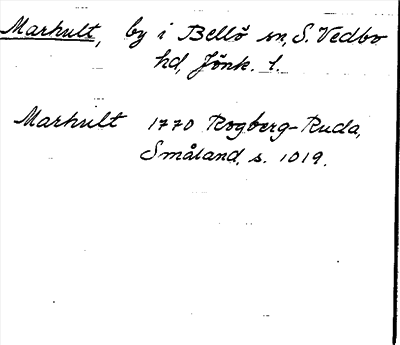 Markult, by i Bellö sn, S. Vedbo
hd, Jönk. l.
Markult 1770 Rogberg-Ruda,
Småland, s. 1019.